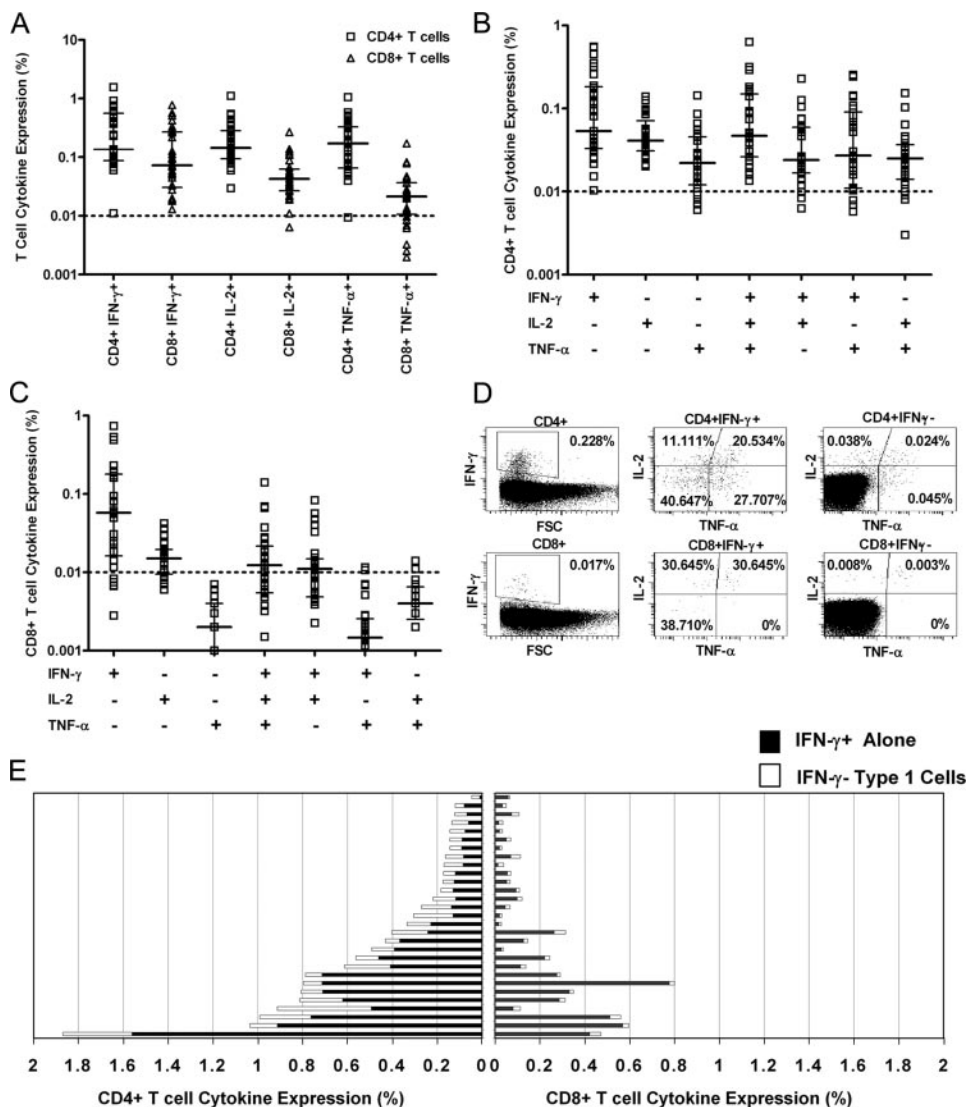 A
T Cell Cytokine Expression (%)
10
1
0.1
0.01
0.001
CD4+ T cells
CD8+ T cells
CD4+ IFN-γ+
CD8+ IFN-γ+
CD4+ IL-2+
CD8+ IL-2+
CD4+ TNF-α+
CD8+ TNF-α+
B
CD4+ T cell Cytokine Expression (%)
1
0.1
0.01
0.001
IFN-γ + - - + + + -
IL-2 - + - + + - +
TNF-α - - + + - + +
C
CD8+ T cell Cytokine Expression (%)
1
0.1
0.01
0.001
IFN-γ + - - + + + -
IL-2 - + - + + - +
TNF-α - - + + - + +
D
CD4+
0.228%
IFN-γ
FSC
CD4+IFN-γ+
11.111% 20.534%
40.647% 27.707%
IL-2
TNF-α
CD4+IFNγ-
0.038% 0.024%
0.045%
IL-2
TNF-α
CD8+
0.017%
IFN-γ
FSC
CD8+IFN-γ+
30.645% 30.645%
38.710% 0%
IL-2
TNF-α
CD8+IFNγ-
0.008% 0.003%
0%
IL-2
TNF-α
E
IFN-γ+ Alone
IFN-γ- Type 1 Cells
2 1.8 1.6 1.4 1.2 1 0.8 0.6 0.4 0.2 0
CD4+ T cell Cytokine Expression (%)
0 0.2 0.4 0.6 0.8 1 1.2 1.4 1.6 1.8 2
CD8+ T cell Cytokine Expression (%)